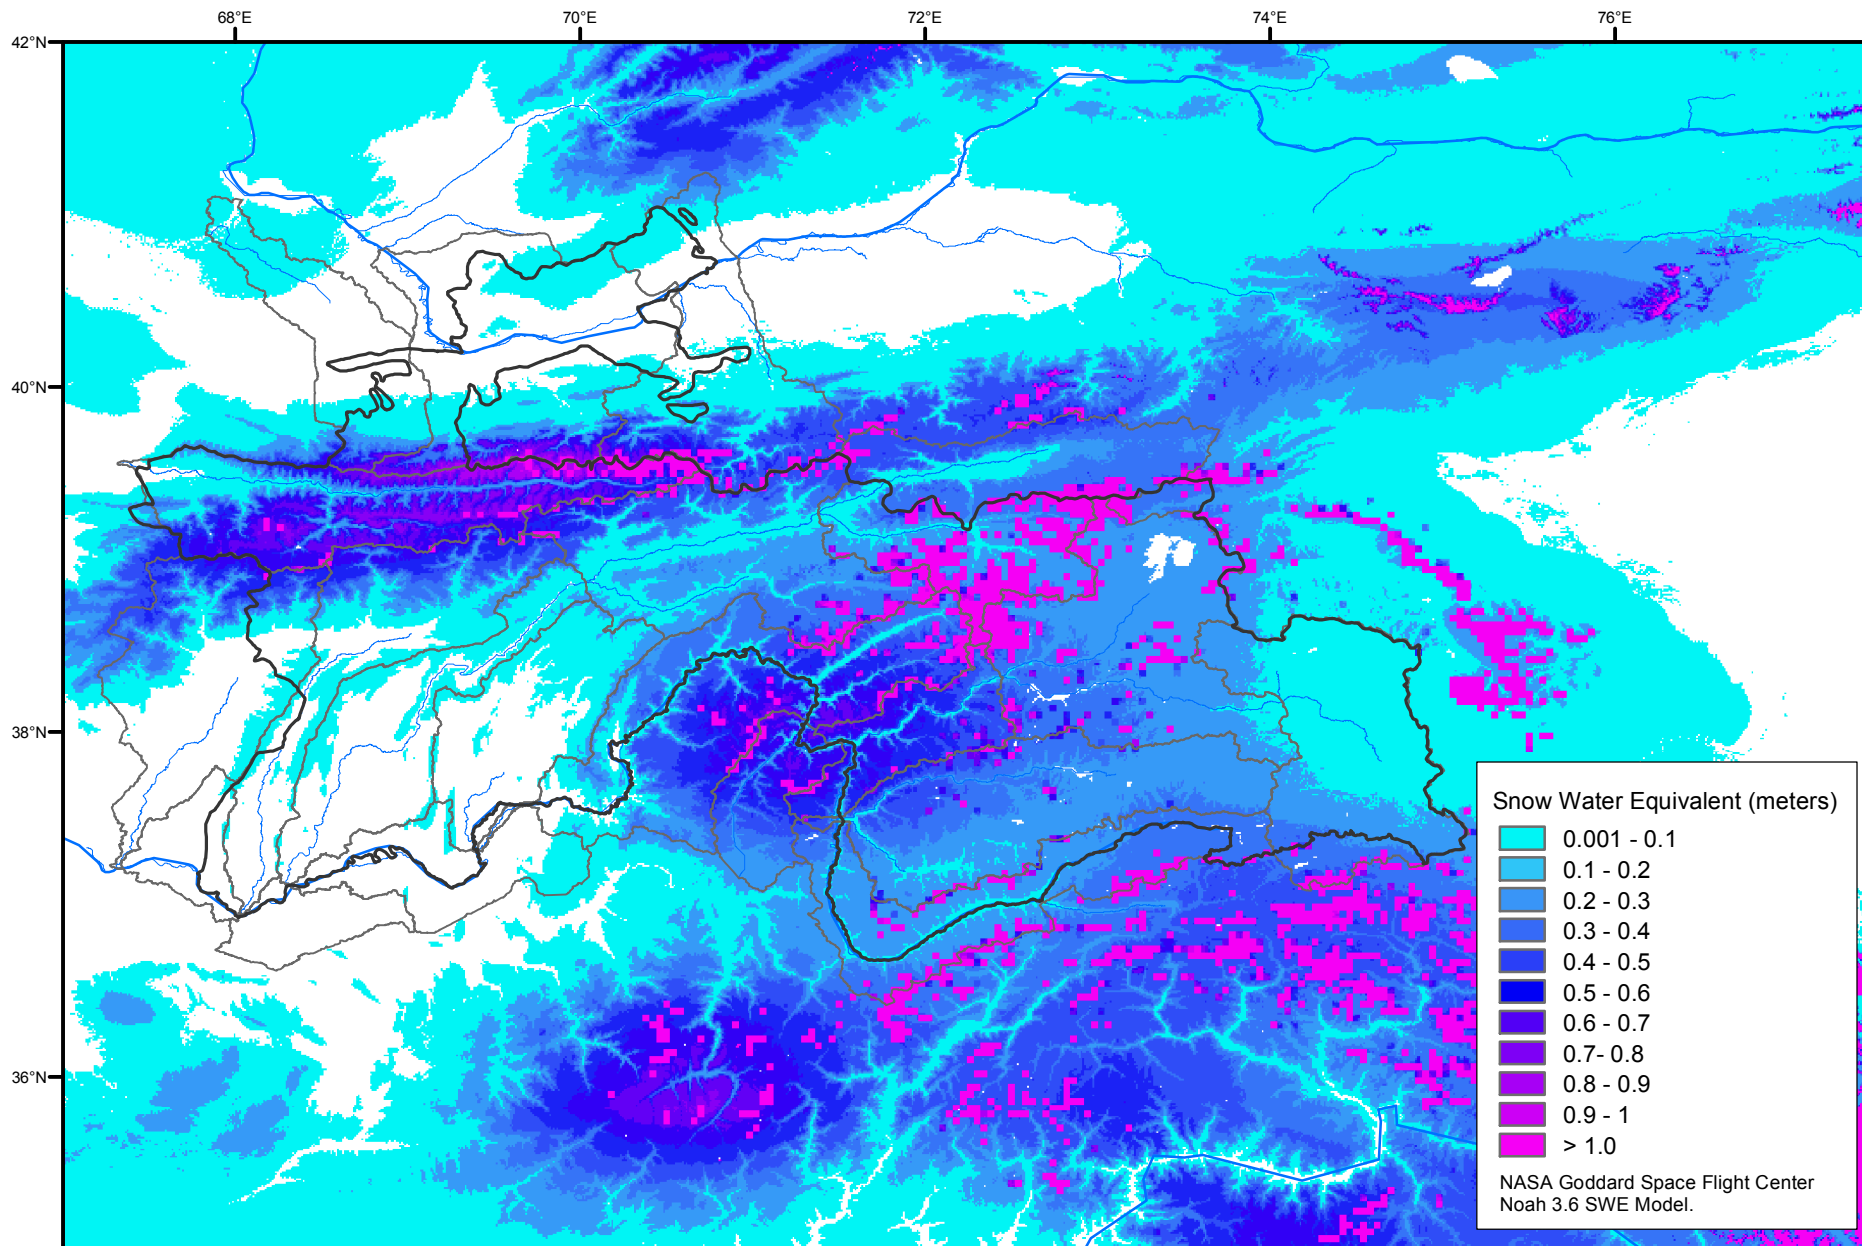 68°E 70°E 72°E 74°E 76°E
42°N
40°N
38°N
36°N
Snow Water Equivalent (meters)
0.001 - 0.1
0.1 - 0.2
0.2 - 0.3
0.3 - 0.4
0.4 - 0.5
0.5 - 0.6
0.6 - 0.7
0.7- 0.8
0.8 - 0.9
0.9 - 1
> 1.0
NASA Goddard Space Flight Center
Noah 3.6 SWE Model.